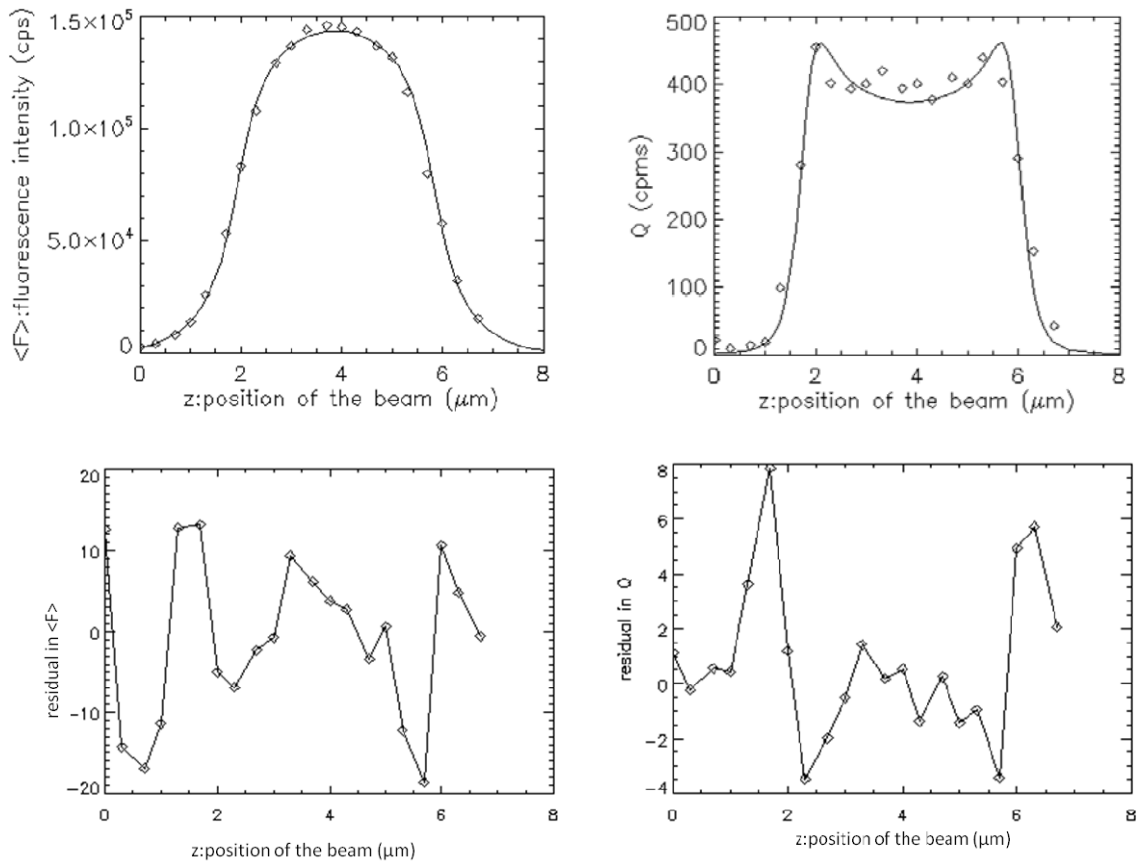 <F>:fluorescence intensity (cps)
1.5×10⁵
1.0×10⁵
5.0×10⁴
0
0 2 4 6 8
z:position of the beam (μm)
Q (cpms)
500
400
300
200
100
0
0 2 4 6 8
z:position of the beam (μm)
residual in <F>
20
10
0
-10
-20
0 2 4 6 8
z:position of the beam (μm)
residual in Q
8
6
4
2
0
-2
-4
0 2 4 6 8
z:position of the beam (μm)